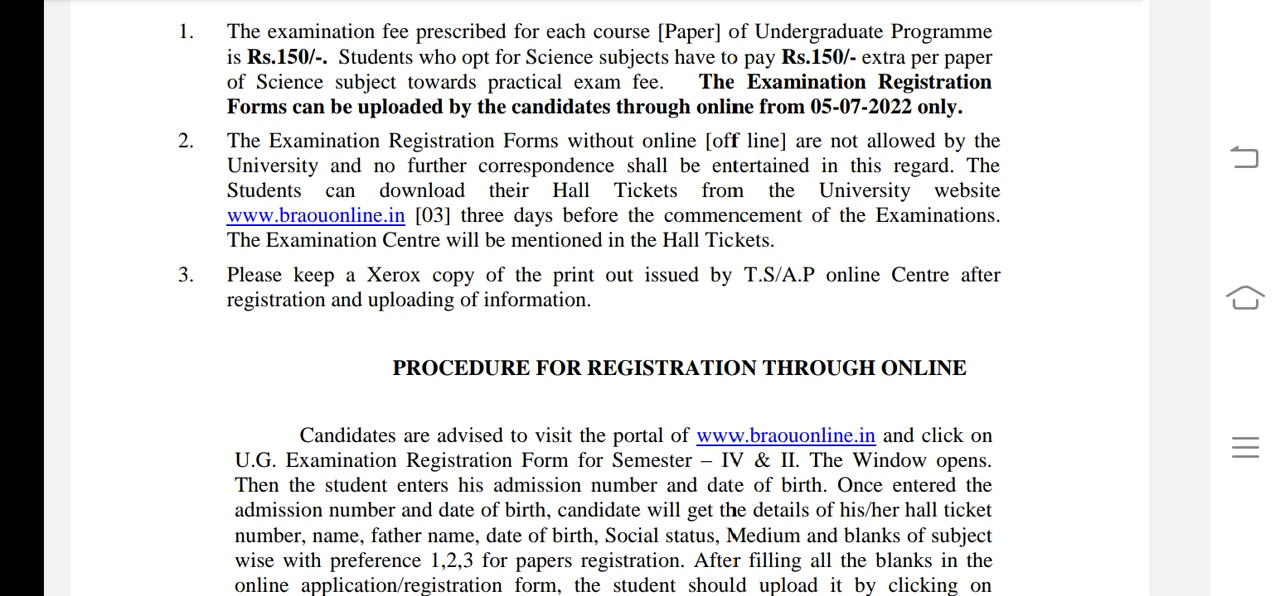 1. The examination fee prescribed for each course [Paper] of Undergraduate Programme
is Rs.150/-. Students who opt for Science subjects have to pay Rs.150/- extra per paper
of Science subject towards practical exam fee. The Examination Registration
Forms can be uploaded by the candidates through online from 05-07-2022 only.
2. The Examination Registration Forms without online [off line] are not allowed by the
University and no further correspondence shall be entertained in this regard. The
Students can download their Hall Tickets from the University website
www.braouonline.in [03] three days before the commencement of the Examinations.
The Examination Centre will be mentioned in the Hall Tickets.
3. Please keep a Xerox copy of the print out issued by T.S/A.P online Centre after
registration and uploading of information.
PROCEDURE FOR REGISTRATION THROUGH ONLINE
Candidates are advised to visit the portal of www.braouonline.in and click on
U.G. Examination Registration Form for Semester – IV & II. The Window opens.
Then the student enters his admission number and date of birth. Once entered the
admission number and date of birth, candidate will get the details of his/her hall ticket
number, name, father name, date of birth, Social status, Medium and blanks of subject
wise with preference 1,2,3 for papers registration. After filling all the blanks in the
online application/registration form, the student should upload it by clicking on